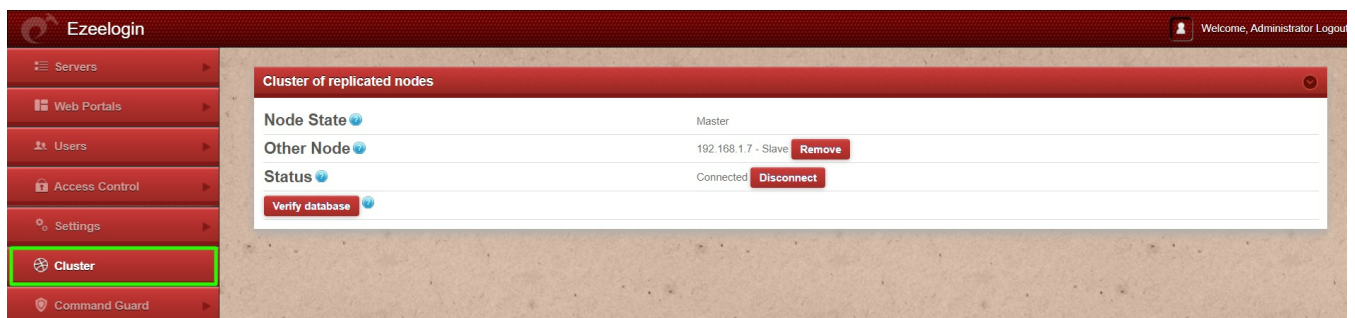 Ezeelogin
Welcome, Administrator Logout
Servers
Web Portals
Users
Access Control
Settings
Cluster
Command Guard
Cluster of replicated nodes
Node State Master
Other Node 192.168.1.7 - Slave Remove
Status Connected Disconnect
Verify database